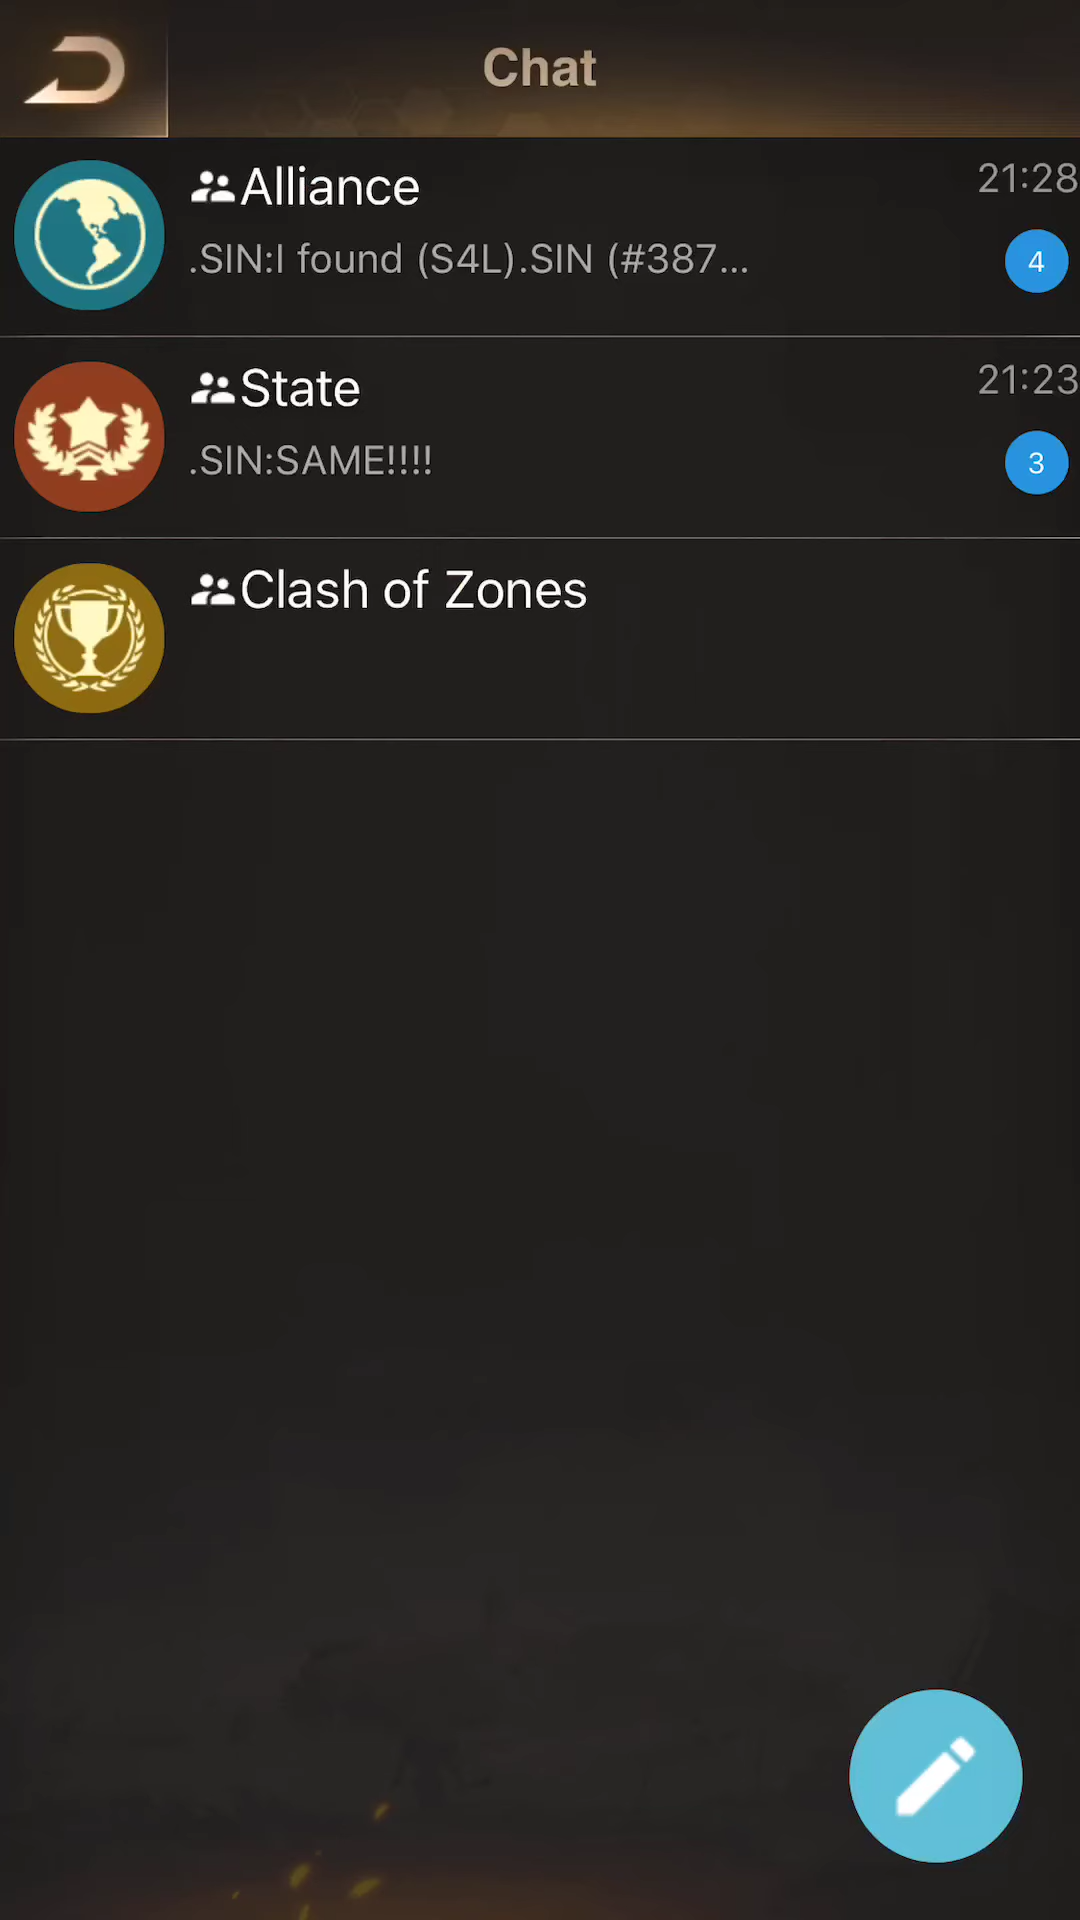 Chat
Alliance
21:28
.SIN:I found (S4L).SIN (#387...
4
State
21:23
.SIN:SAME!!!!
3
Clash of Zones